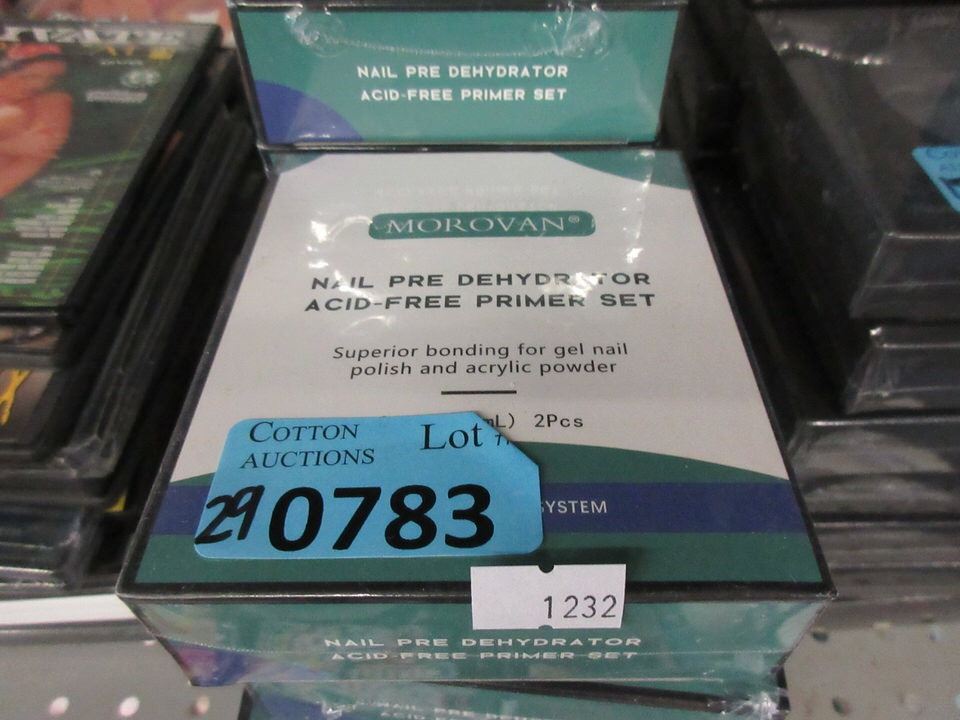 NAIL PRE DEHYDRATOR
ACID-FREE PRIMER SET
MOROVAN®
NAIL PRE DEHYDRATOR
ACID-FREE PRIMER SET
Superior bonding for gel nail
polish and acrylic powder
mL) 2Pcs
COTTON
AUCTIONS
Lot #
29
0783
SYSTEM
1232
NAIL PRE DEHYDRATOR
ACID-FREE PRIMER SET